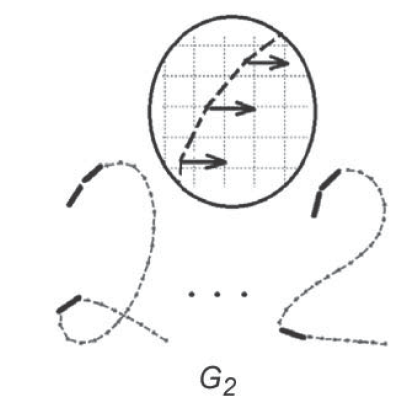 2 . . . 2
G₂